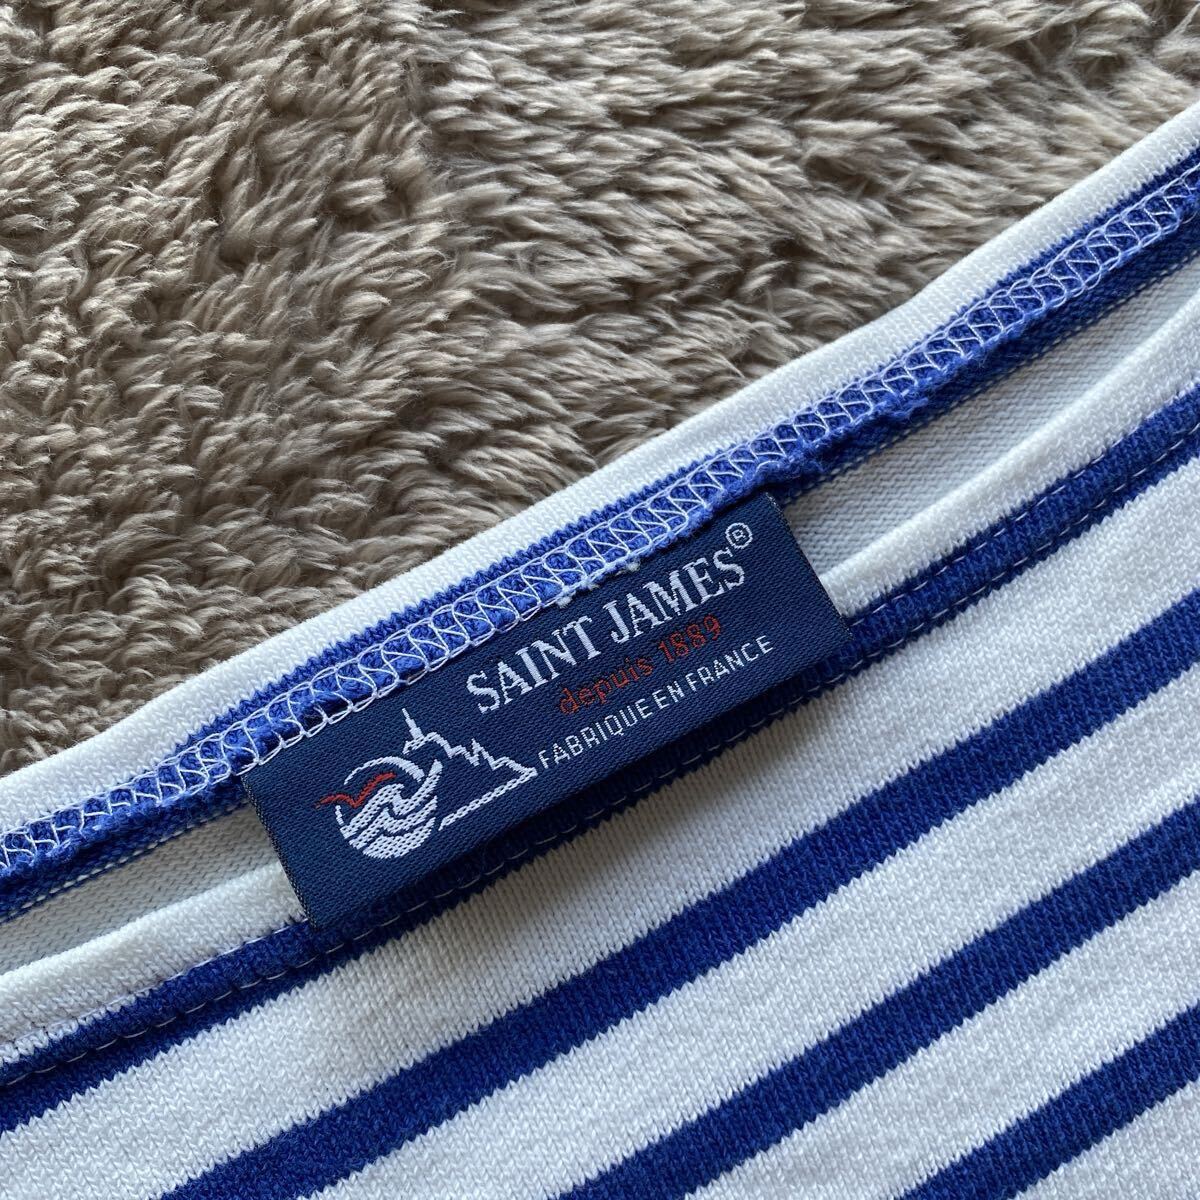 SAINT JAMES®
depuis 1889
FABRIQUE EN FRANCE